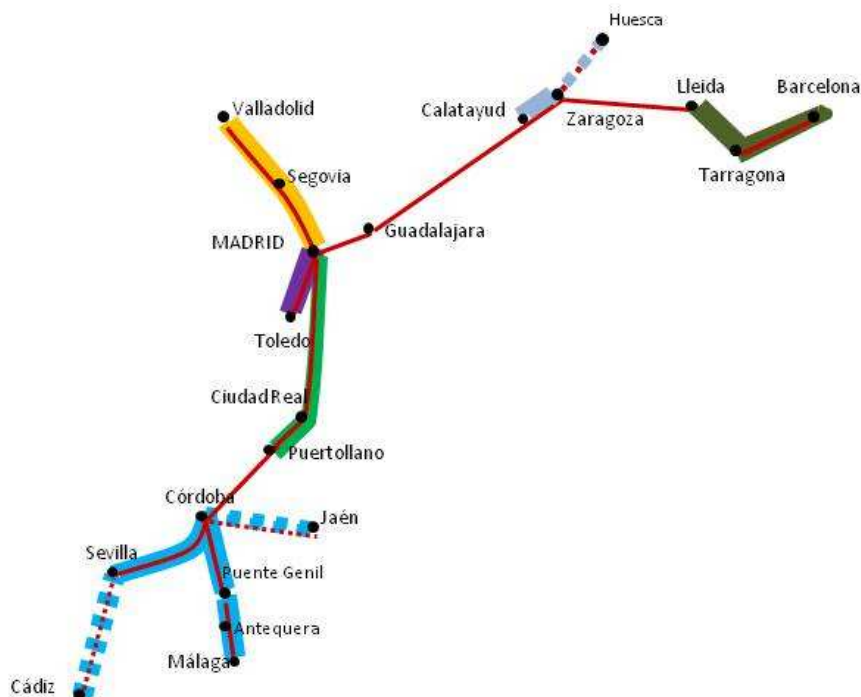 Huesca
Lleida
Barcelona
Valladolid
Calatayud
Zaragoza
Tarragona
Segovia
MADRID
Guadalajara
Toledo
Ciudad Real
Puertollano
Córdoba
Jaén
Sevilla
Puente Genil
Antequera
Málaga
Cádiz